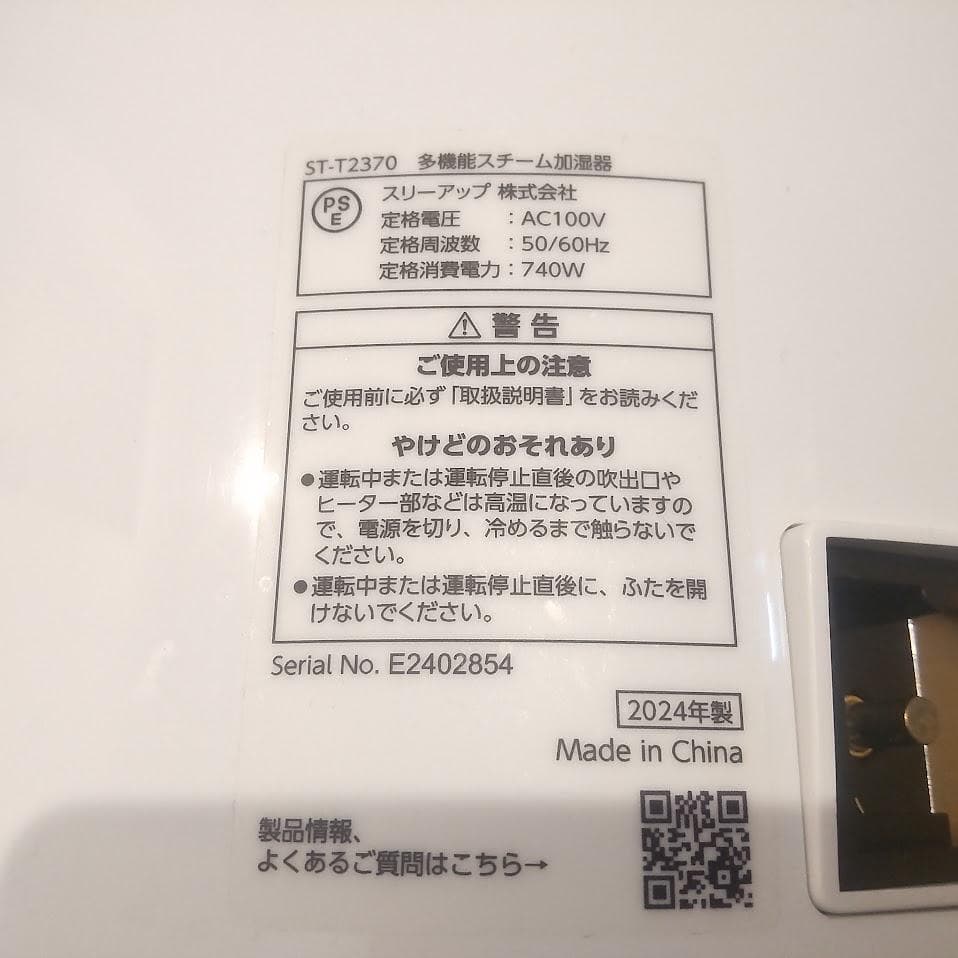 ST-T2370 多機能スチーム加湿器
PS
E
スリーアップ 株式会社
定格電圧 : AC100V
定格周波数 : 50/60Hz
定格消費電力 : 740W
⚠ 警告
ご使用上の注意
ご使用前に必ず「取扱説明書」をお読みくだ
さい。
やけどのおそれあり
●運転中または運転停止直後の吹出口や
ヒーター部などは高温になっていますの
で、電源を切り、冷めるまで触らないで
ください。
●運転中または運転停止直後に、ふたを開
けないでください。
Serial No. E2402854
2024年製
Made in China
製品情報、
よくあるご質問はこちら→